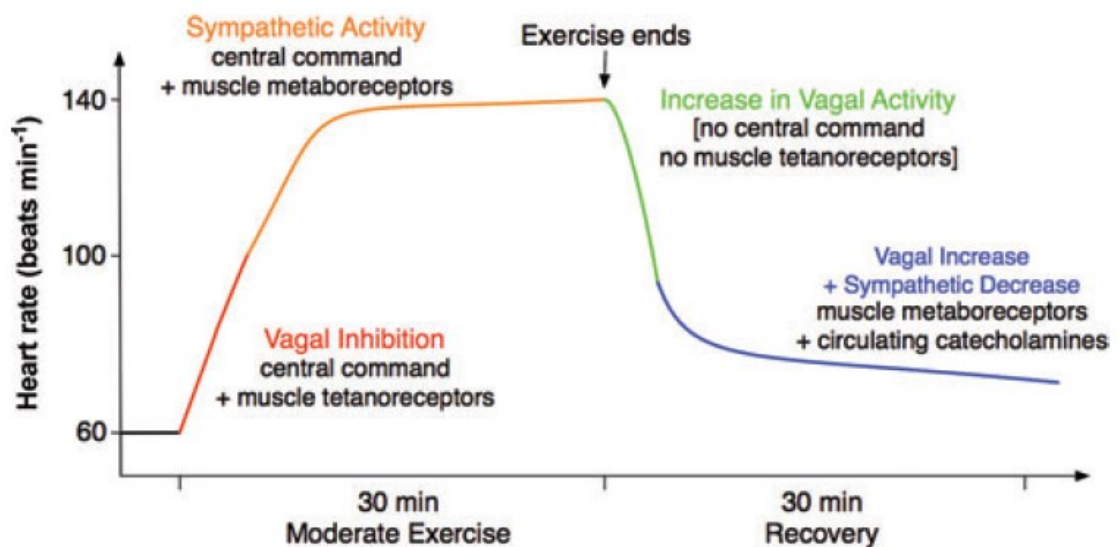 Sympathetic Activity
central command
+ muscle metaboreceptors
Exercise ends
Increase in Vagal Activity
[no central command
no muscle tetanoreceptors]
Vagal Increase
+ Sympathetic Decrease
muscle metaboreceptors
+ circulating catecholamines
Vagal Inhibition
central command
+ muscle tetanoreceptors
Heart rate (beats min⁻¹)
140
100
60
30 min
Moderate Exercise
30 min
Recovery